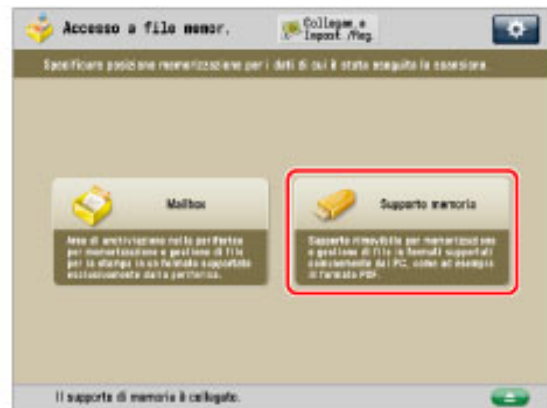 Accesso a file memor.
Collegam. a
Impost./Reg.
Specificare posizione memorizzazione per i dati di cui è stata eseguita la scansione.
Mailbox
Area di archiviazione nella periferica
per memorizzazione e gestione di file
per la stampa in un formato supportato
esclusivamente dalla periferica.
Supporto memoria
Supporto rimovibile per memorizzazione
e gestione di file in formati supportati
comunemente dai PC, come ad esempio
il formato PDF.
Il supporto di memoria è collegato.